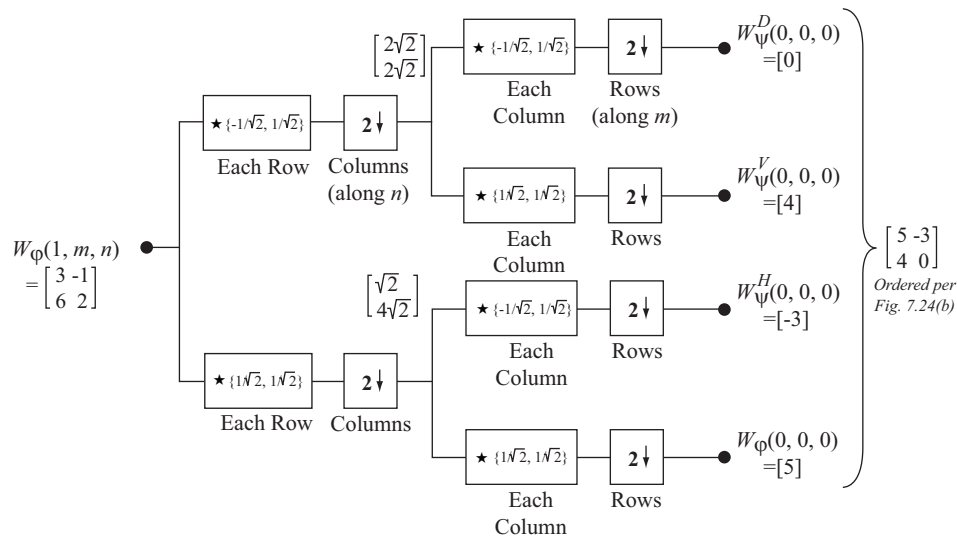 W_φ(1, m, n)
= [ 3 -1
6 2 ]
★ {-1/√2, 1/√2}
Each Row
2↓
Columns
(along n)
[ 2√2
2√2 ]
★ {-1/√2, 1/√2}
Each
Column
2↓
Rows
(along m)
W_ψ^D(0, 0, 0)
=[0]
★ {1/√2, 1/√2}
Each
Column
2↓
Rows
W_ψ^V(0, 0, 0)
=[4]
★ {1/√2, 1/√2}
Each Row
2↓
Columns
[ √2
4√2 ]
★ {-1/√2, 1/√2}
Each
Column
2↓
Rows
W_ψ^H(0, 0, 0)
=[-3]
★ {1/√2, 1/√2}
Each
Column
2↓
Rows
W_φ(0, 0, 0)
=[5]
[ 5 -3
4 0 ]
Ordered per
Fig. 7.24(b)